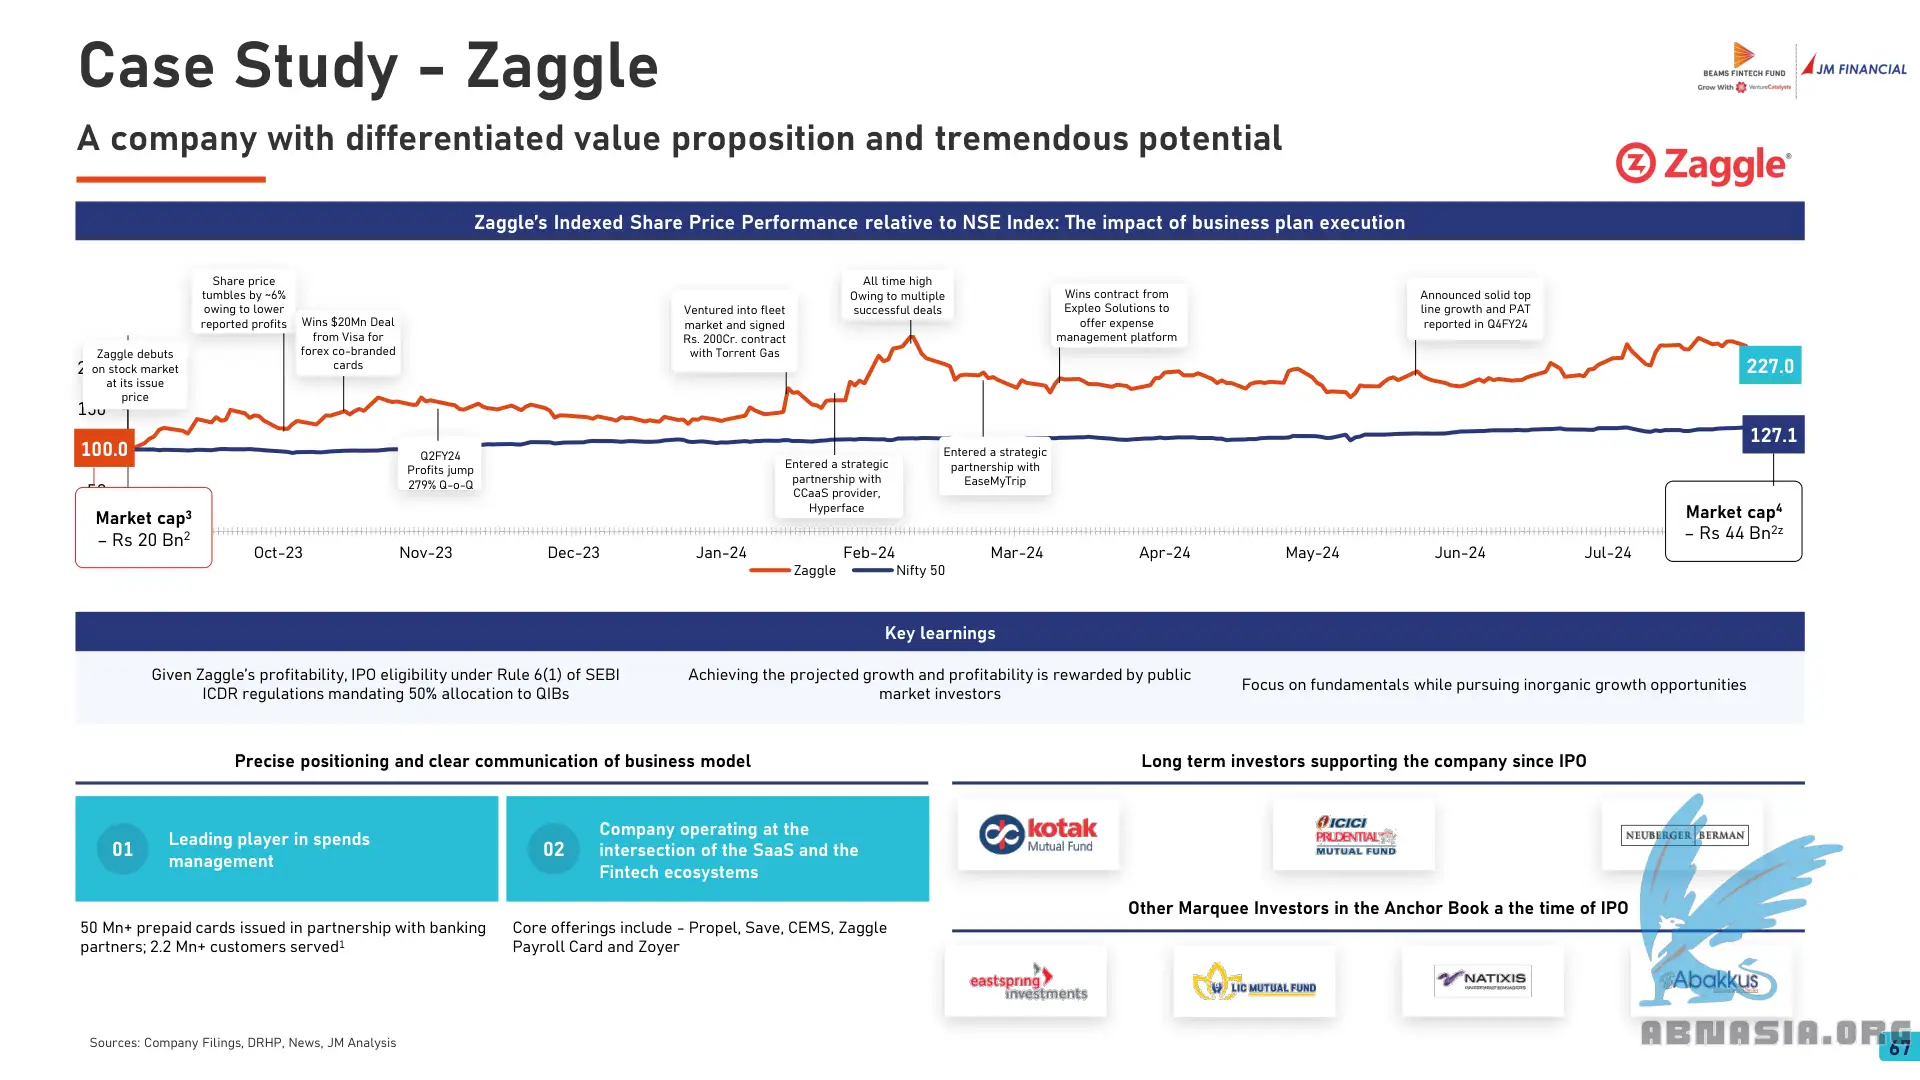 Case Study - Zaggle
BEAMS FINTECH FUND
Grow With VentureCatalysts
JM FINANCIAL
A company with differentiated value proposition and tremendous potential
Zaggle®
Zaggle's Indexed Share Price Performance relative to NSE Index: The impact of business plan execution
Zaggle debuts
on stock market
at its issue
price
Share price
tumbles by ~6%
owing to lower
reported profits
Wins $20Mn Deal
from Visa for
forex co-branded
cards
Q2FY24
Profits jump
279% Q-o-Q
Ventured into fleet
market and signed
Rs. 200Cr. contract
with Torrent Gas
Entered a strategic
partnership with
CCaaS provider,
Hyperface
All time high
Owing to multiple
successful deals
Entered a strategic
partnership with
EaseMyTrip
Wins contract from
Expleo Solutions to
offer expense
management platform
Announced solid top
line growth and PAT
reported in Q4FY24
150
100.0
227.0
127.1
Market cap³
– Rs 20 Bn²
Market cap⁴
– Rs 44 Bn²ᶻ
Oct-23 Nov-23 Dec-23 Jan-24 Feb-24 Mar-24 Apr-24 May-24 Jun-24 Jul-24
Zaggle Nifty 50
Key learnings
Given Zaggle's profitability, IPO eligibility under Rule 6(1) of SEBI
ICDR regulations mandating 50% allocation to QIBs
Achieving the projected growth and profitability is rewarded by public
market investors
Focus on fundamentals while pursuing inorganic growth opportunities
Precise positioning and clear communication of business model
01
Leading player in spends
management
02
Company operating at the
intersection of the SaaS and the
Fintech ecosystems
50 Mn+ prepaid cards issued in partnership with banking
partners; 2.2 Mn+ customers served¹
Core offerings include - Propel, Save, CEMS, Zaggle
Payroll Card and Zoyer
Long term investors supporting the company since IPO
kotak
Mutual Fund
ICICI
PRUDENTIAL
MUTUAL FUND
NEUBERGER BERMAN
Other Marquee Investors in the Anchor Book a the time of IPO
eastspring
investments
LIC MUTUAL FUND
NATIXIS
Abakkus
Sources: Company Filings, DRHP, News, JM Analysis
ABNASIA.ORG
67